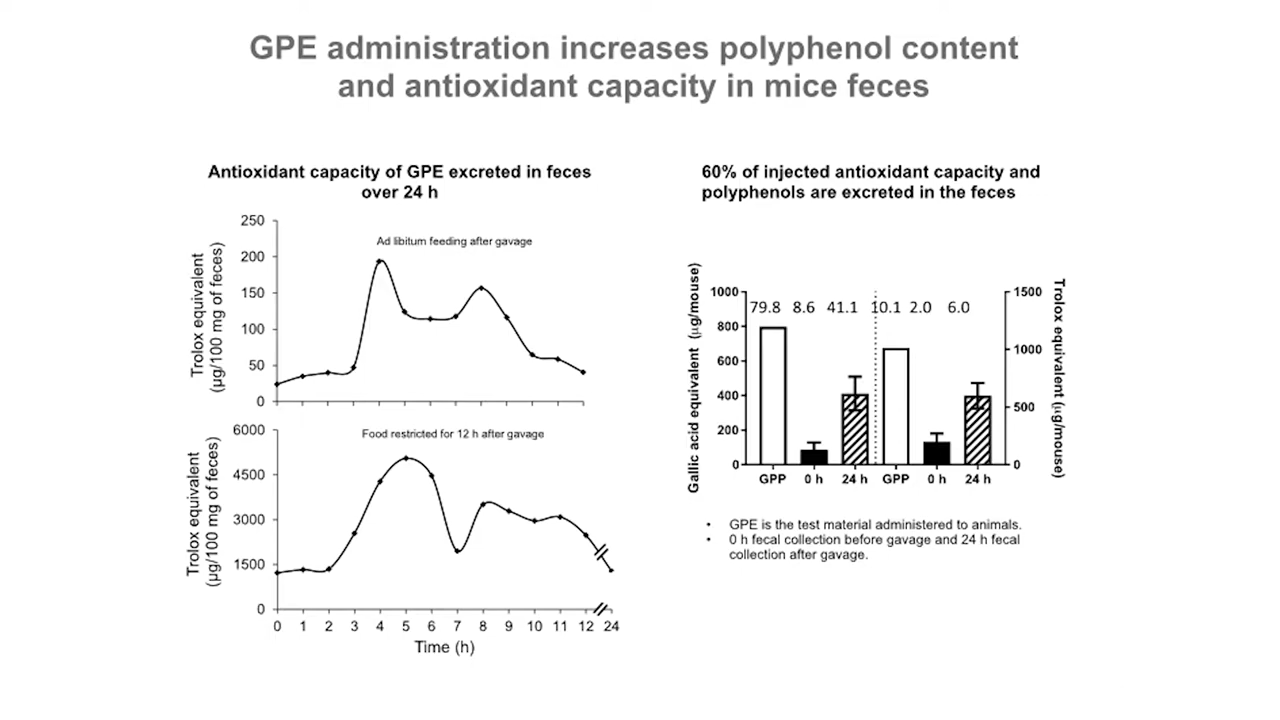 GPE administration increases polyphenol content
and antioxidant capacity in mice feces
Antioxidant capacity of GPE excreted in feces
over 24 h
Trolox equivalent
(µg/100 mg of feces)
250
200
150
100
50
0
Ad libitum feeding after gavage
Trolox equivalent
(µg/100 mg of feces)
6000
4500
3000
1500
0
Food restricted for 12 h after gavage
0 1 2 3 4 5 6 7 8 9 10 11 12 24
Time (h)
60% of injected antioxidant capacity and
polyphenols are excreted in the feces
Gallic acid equivalent (µg/mouse)
1000
800
600
400
200
0
79.8 8.6 41.1 10.1 2.0 6.0
1500
1000
500
0
Trolox equivalent (µg/mouse)
GPP 0 h 24 h GPP 0 h 24 h
• GPE is the test material administered to animals.
• 0 h fecal collection before gavage and 24 h fecal
collection after gavage.